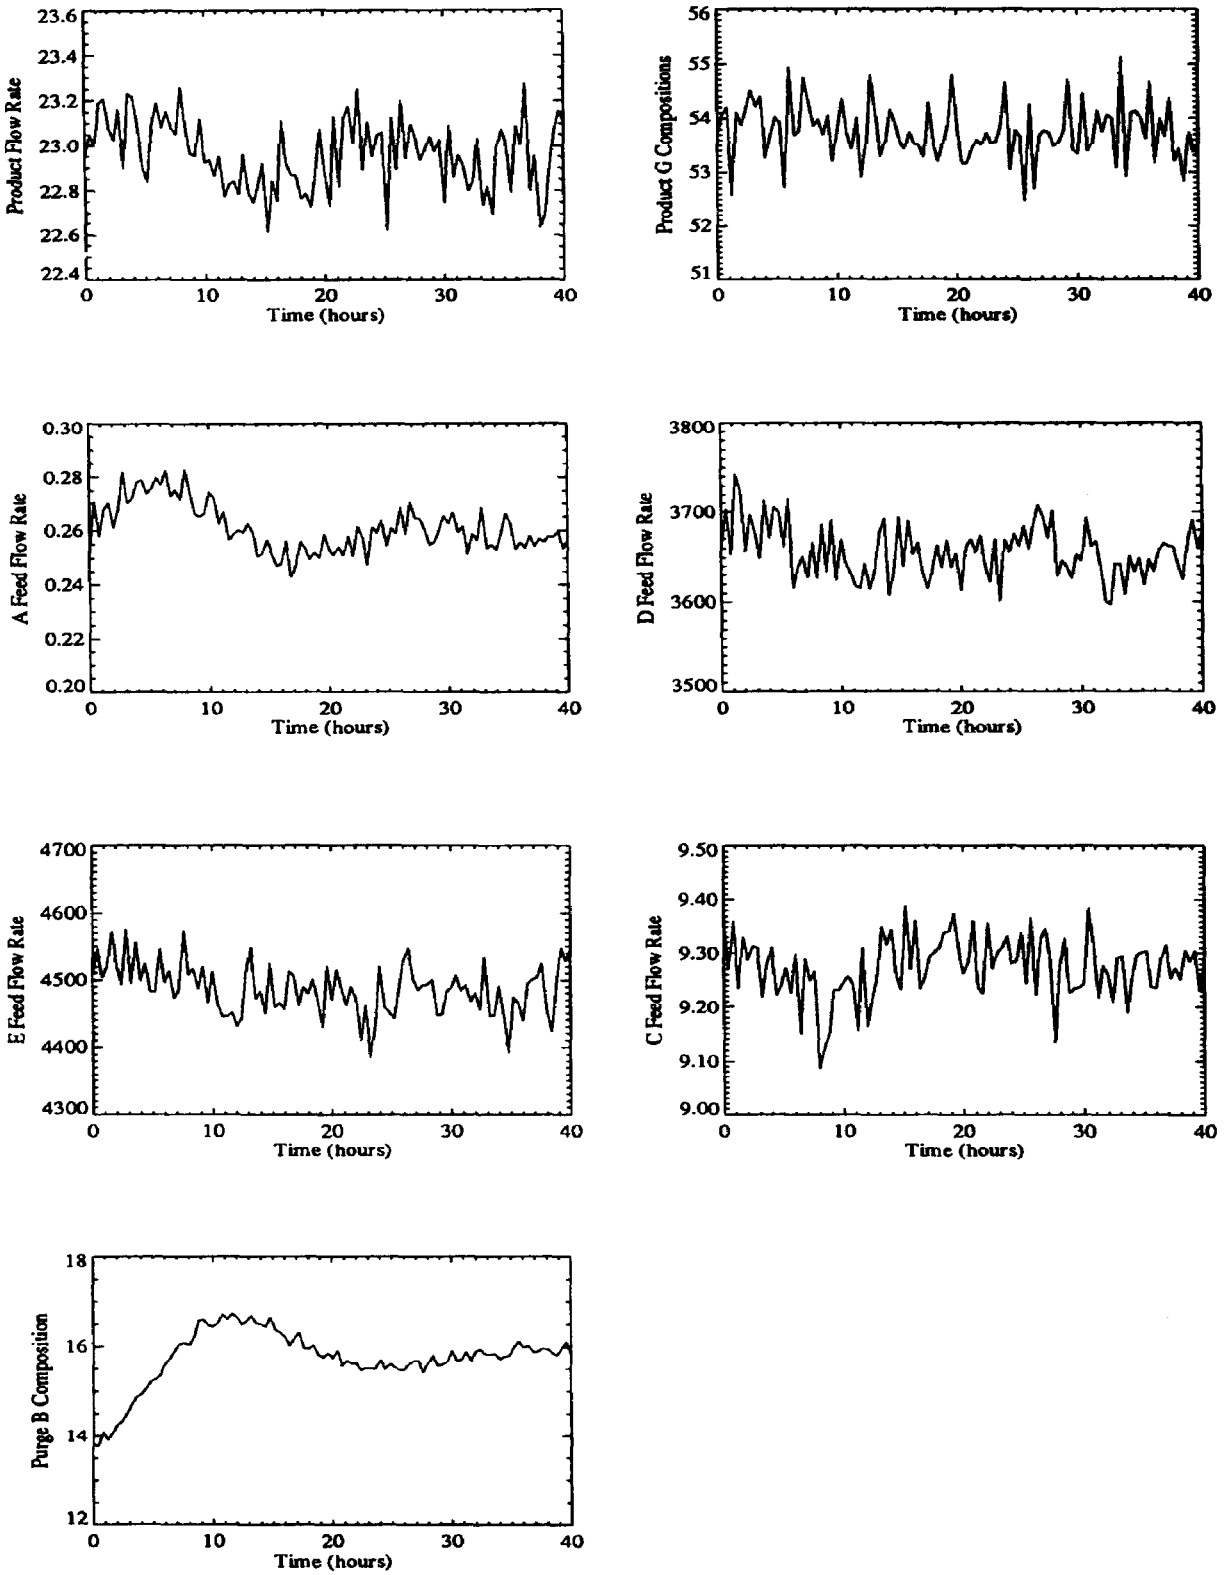 23.6
23.4
23.2
23.0
22.8
22.6
22.4
Product Flow Rate
0 10 20 30 40
Time (hours)
56
55
54
53
52
51
Product G Compositions
0 10 20 30 40
Time (hours)
0.30
0.28
0.26
0.24
0.22
0.20
A Feed Flow Rate
0 10 20 30 40
Time (hours)
3800
3700
3600
3500
D Feed Flow Rate
0 10 20 30 40
Time (hours)
4700
4600
4500
4400
4300
E Feed Flow Rate
0 10 20 30 40
Time (hours)
9.50
9.40
9.30
9.20
9.10
9.00
C Feed Flow Rate
0 10 20 30 40
Time (hours)
18
16
14
12
Purge B Composition
0 10 20 30 40
Time (hours)